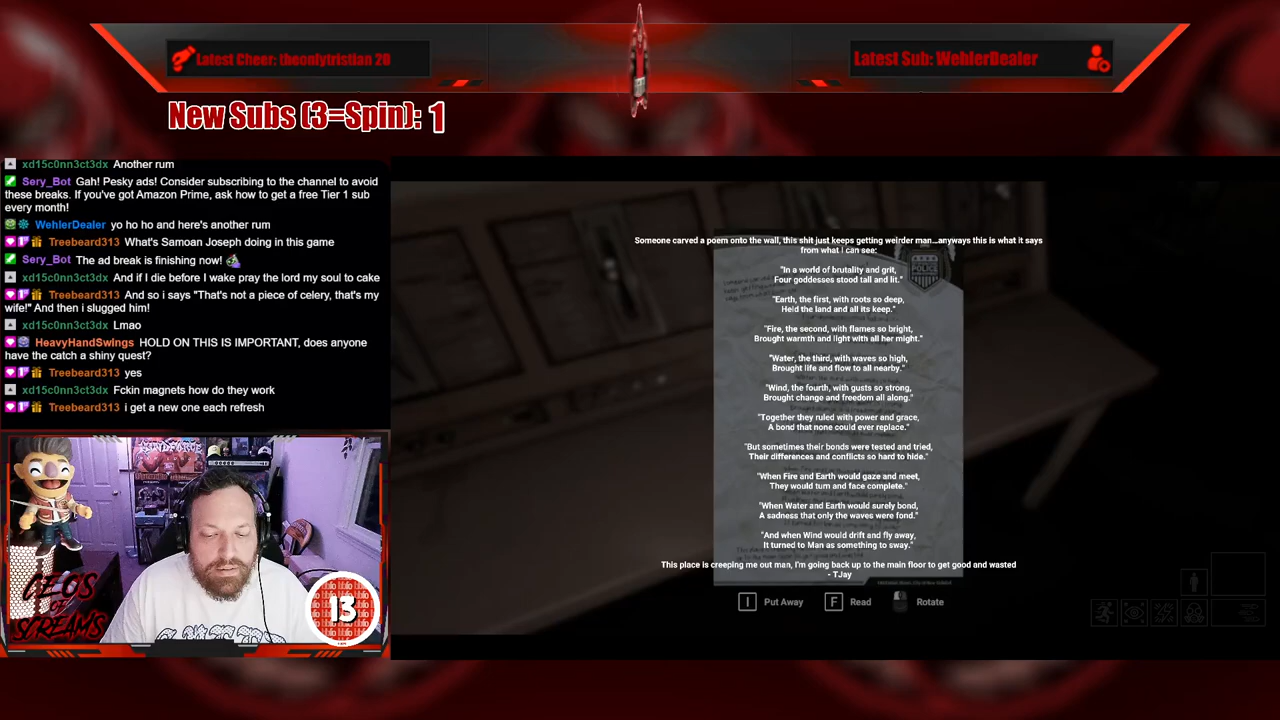 Latest Cheer: theonfytristian 20
Latest Sub: WehlerDealer
New Subs (3=Spin): 1
xd15c0nn3ct3dx Another rum
Sery_Bot Gah! Pesky ads! Consider subscribing to the channel to avoid
these breaks. If you've got Amazon Prime, ask how to get a free Tier 1 sub
every month!
WehlerDealer yo ho ho and here's another rum
Treebeard313 What's Samoan Joseph doing in this game
Sery_Bot The ad break is finishing now!
xd15c0nn3ct3dx And if I die before I wake pray the lord my soul to cake
Treebeard313 And so i says "That's not a piece of celery, that's my
wife!" And then i slugged him!
xd15c0nn3ct3dx Lmao
HeavyHandSwings HOLD ON THIS IS IMPORTANT, does anyone
have the catch a shiny quest?
Treebeard313 yes
xd15c0nn3ct3dx Fckin magnets how do they work
Treebeard313 i get a new one each refresh
Someone carved a poem onto the wall, this shit just keeps getting weirder man...anyways this is what it says
from what i can see:
"In a world of brutality and grit,
Four goddesses stood tall and lit."
"Earth, the first, with roots so deep,
Held the land and all its keep."
"Fire, the second, with flames so bright,
Brought warmth and light with all her might."
"Water, the third, with waves so high,
Brought life and flow to all nearby."
"Wind, the fourth, with gusts so strong,
Brought change and freedom all along."
"Together they ruled with power and grace,
A bond that none could ever replace."
"But sometimes their bonds were tested and tried,
Their differences and conflicts so hard to hide."
"When Fire and Earth would gaze and meet,
They would turn and face complete."
"When Water and Earth would surely bond,
A sadness that only the waves were fond."
"And when Wind would drift and fly away,
It turned to Man as something to sway."
This place is creeping me out man, I'm going back up to the main floor to get good and wasted
- TJay
POLICE
I Put Away
F Read
Rotate
GEO'S
OF
SCREAMS
13